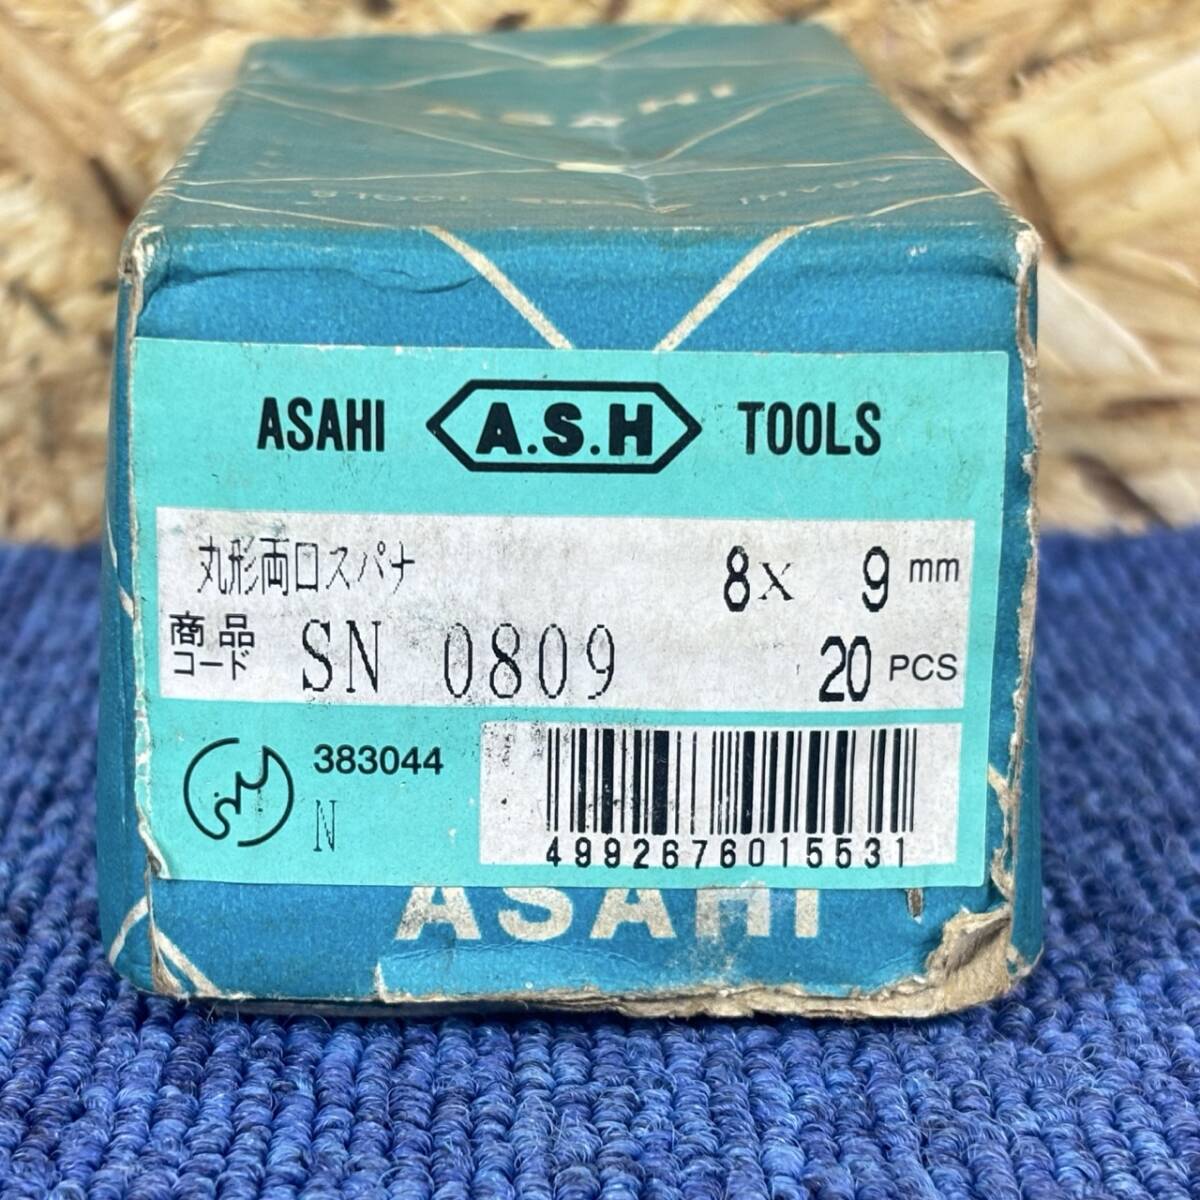 ASAHI
ASAHI A.S.H TOOLS
丸形両口スパナ 8x 9 mm
商品コード SN 0809 20 PCS
383044
N
4992676015531
ASAHI